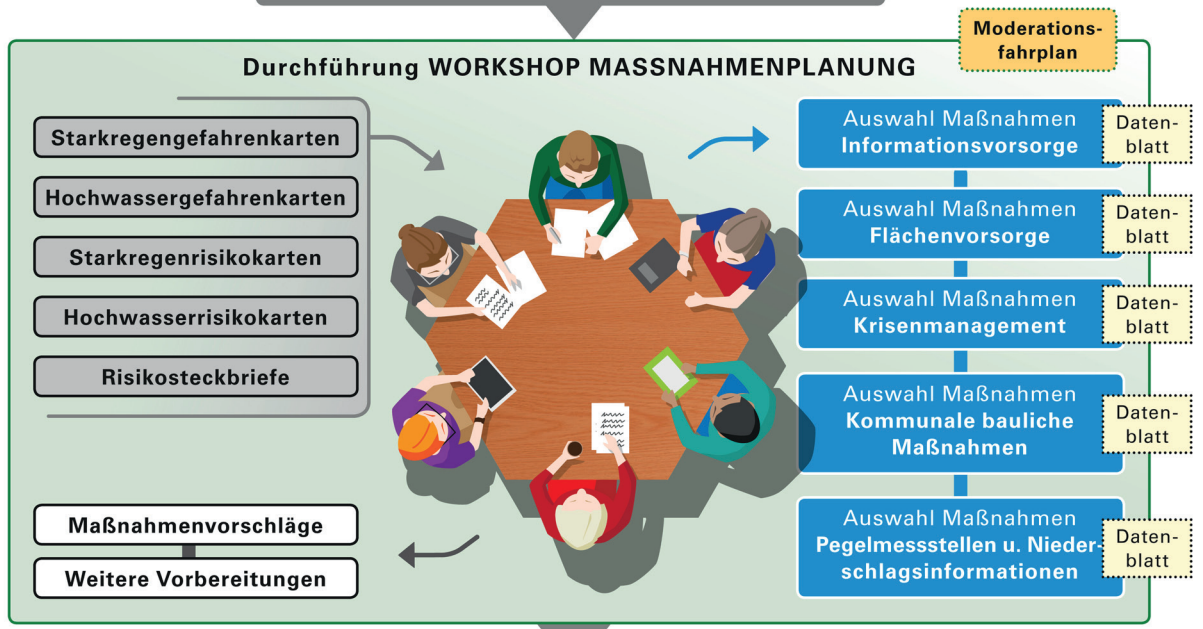 Moderations-
fahrplan
Durchführung WORKSHOP MASSNAHMENPLANUNG
Starkregengefahrenkarten
Hochwassergefahrenkarten
Starkregenrisikokarten
Hochwasserrisikokarten
Risikosteckbriefe
Maßnahmenvorschläge
Weitere Vorbereitungen
Auswahl Maßnahmen
Informationsvorsorge
Daten-
blatt
Auswahl Maßnahmen
Flächenvorsorge
Daten-
blatt
Auswahl Maßnahmen
Krisenmanagement
Daten-
blatt
Auswahl Maßnahmen
Kommunale bauliche
Maßnahmen
Daten-
blatt
Auswahl Maßnahmen
Pegelmessstellen u. Nieder-
schlagsinformationen
Daten-
blatt